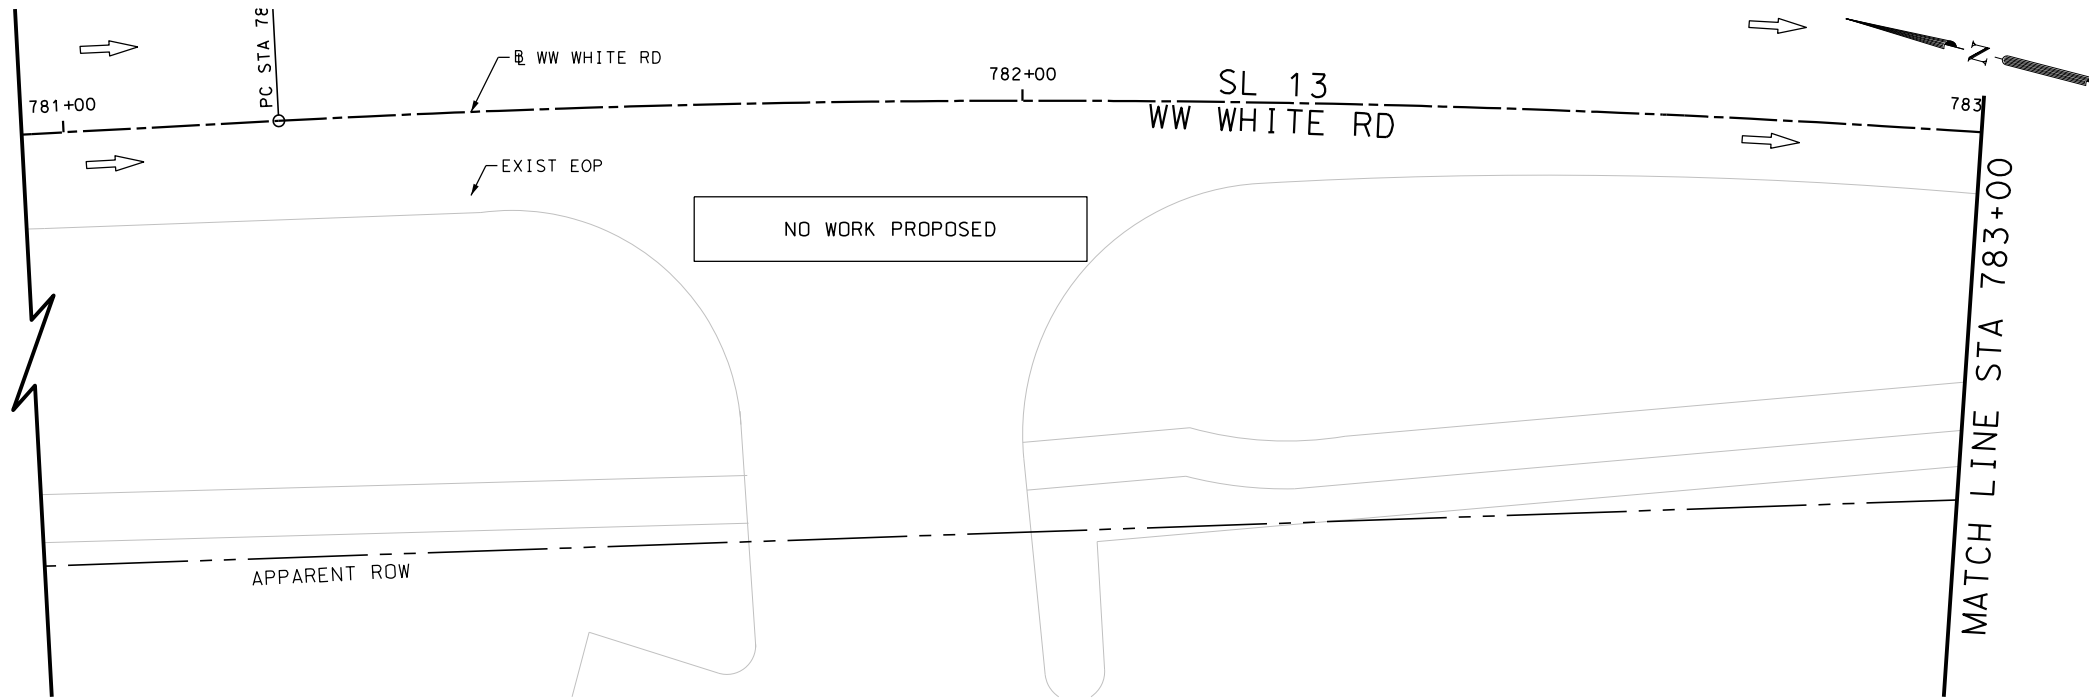 PC STA 78
781+00
℄ WW WHITE RD
782+00
SL 13
WW WHITE RD
N
783
EXIST EOP
NO WORK PROPOSED
APPARENT ROW
MATCH LINE STA 783+00